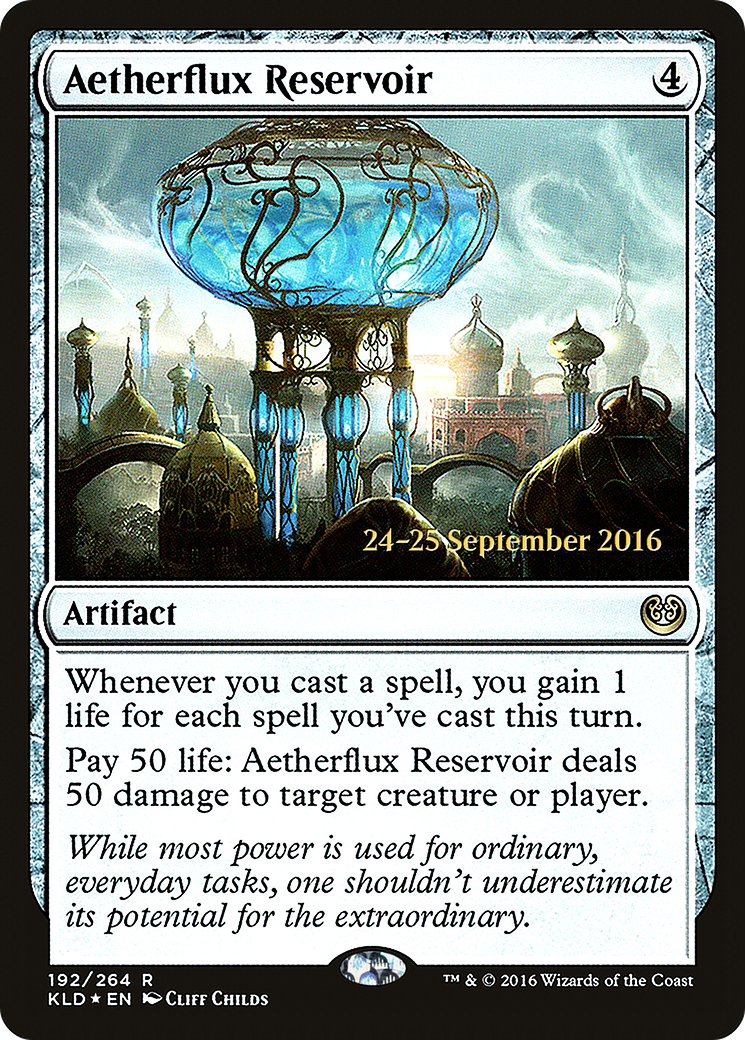 Aetherflux Reservoir 4
24–25 September 2016
Artifact
Whenever you cast a spell, you gain 1
life for each spell you’ve cast this turn.
Pay 50 life: Aetherflux Reservoir deals
50 damage to target creature or player.
While most power is used for ordinary,
everyday tasks, one shouldn’t underestimate
its potential for the extraordinary.
192/264 R
™ & © 2016 Wizards of the Coast
KLD ★ EN Cliff Childs